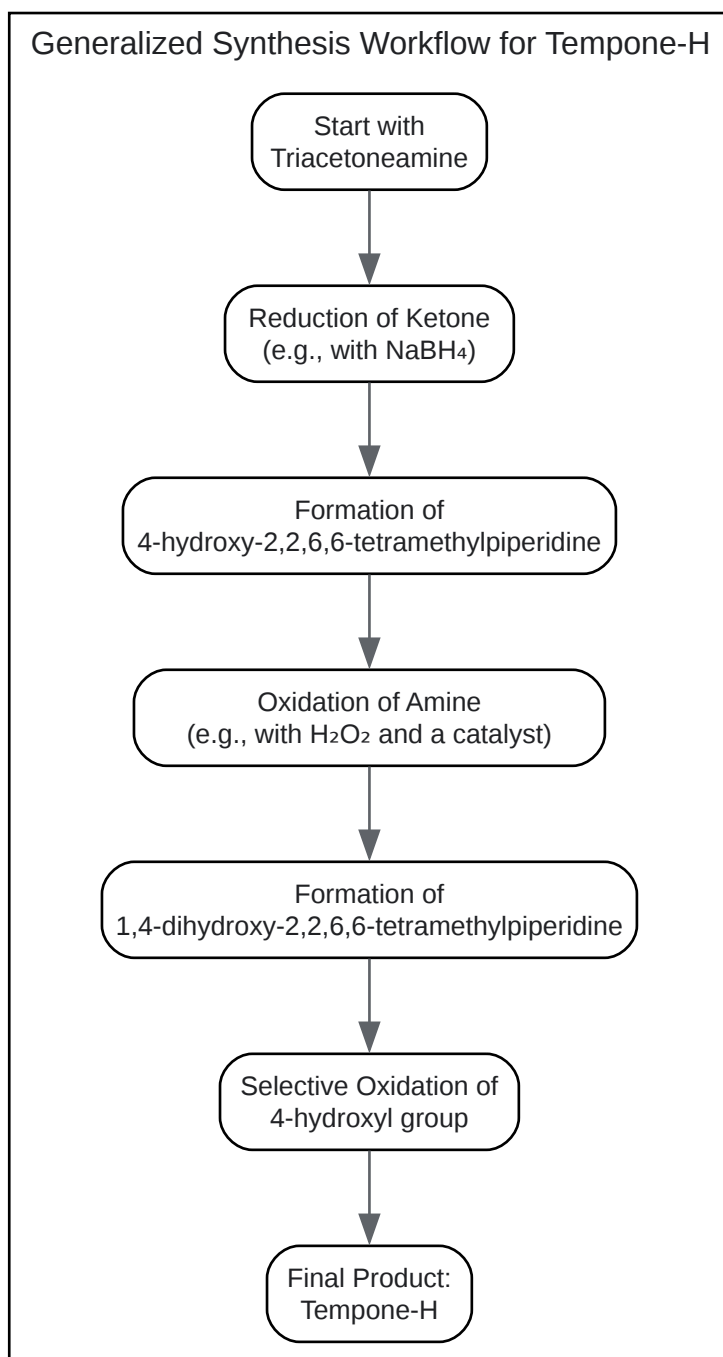 Generalized Synthesis Workflow for Tempone-H
Start with
Triacetoneamine
Reduction of Ketone
(e.g., with NaBH₄)
Formation of
4-hydroxy-2,2,6,6-tetramethylpiperidine
Oxidation of Amine
(e.g., with H₂O₂ and a catalyst)
Formation of
1,4-dihydroxy-2,2,6,6-tetramethylpiperidine
Selective Oxidation of
4-hydroxyl group
Final Product:
Tempone-H